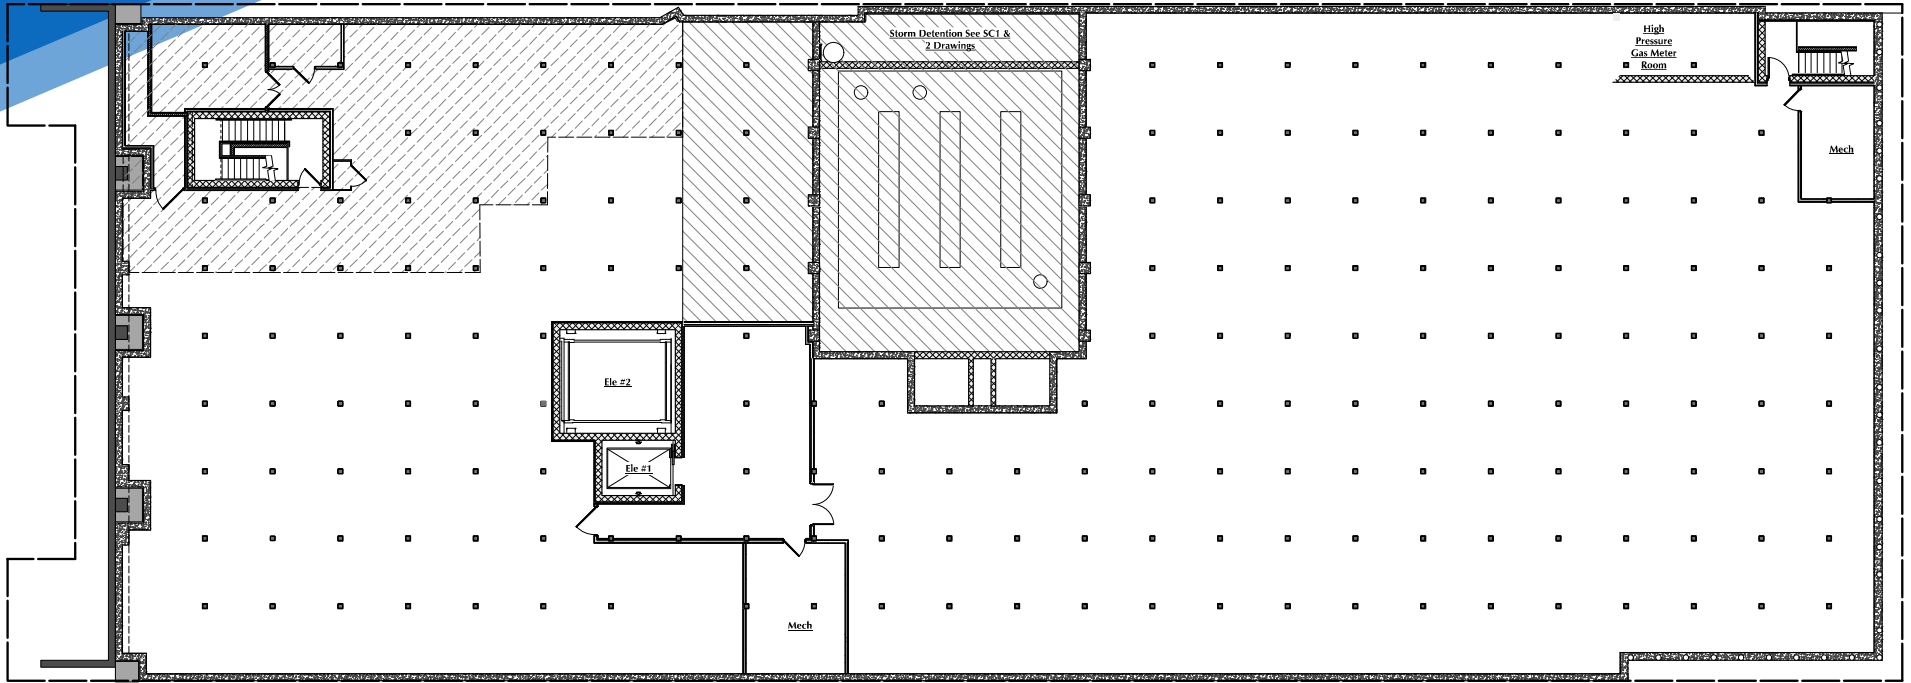 Storm Detention See SC1 &
2 Drawings
High
Pressure
Gas Meter
Room
Mech
Ele #2
Ele #1
Mech